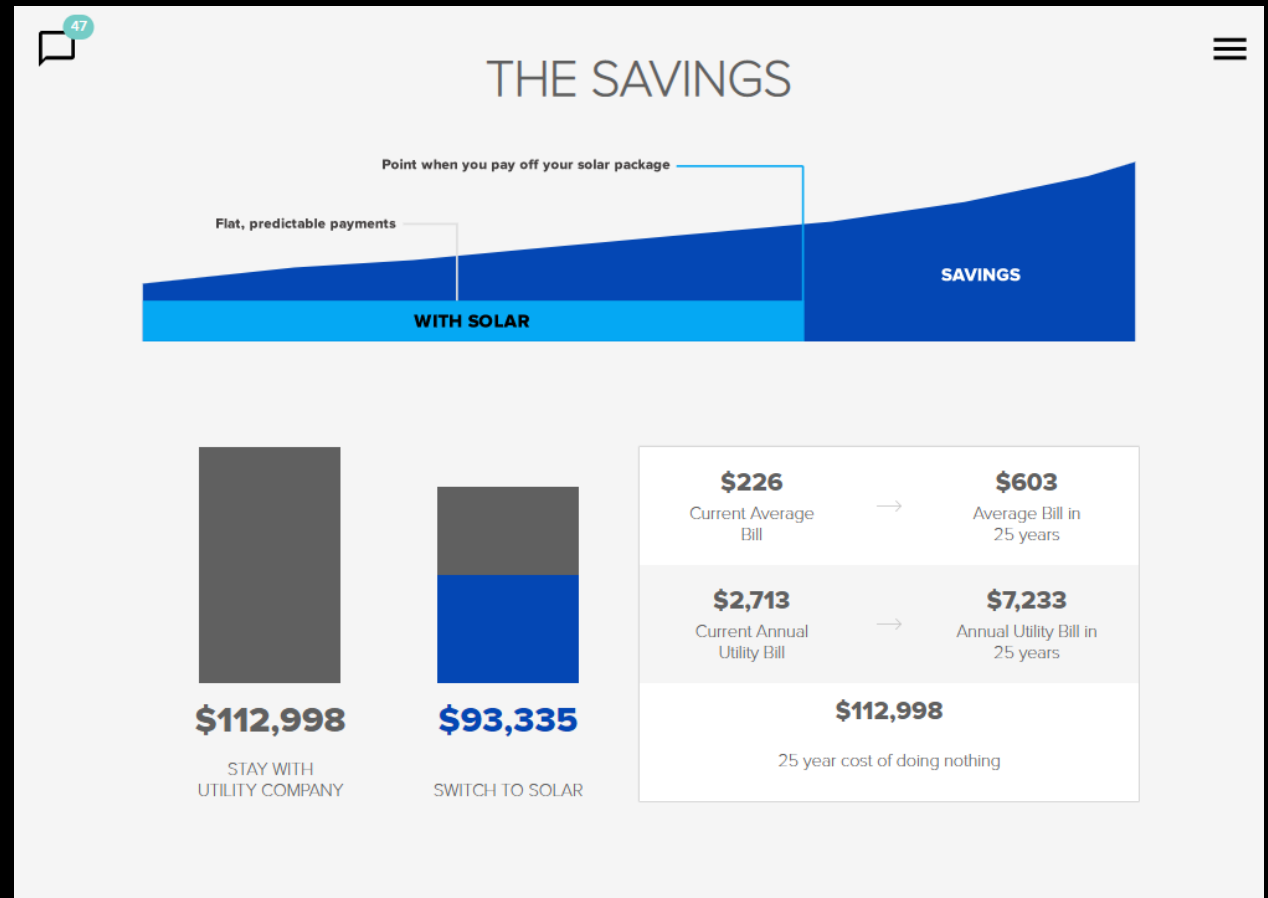 47
THE SAVINGS
Point when you pay off your solar package
Flat, predictable payments
SAVINGS
WITH SOLAR
$112,998
STAY WITH
UTILITY COMPANY
$93,335
SWITCH TO SOLAR
$226
Current Average
Bill
$603
Average Bill in
25 years
$2,713
Current Annual
Utility Bill
$7,233
Annual Utility Bill in
25 years
$112,998
25 year cost of doing nothing